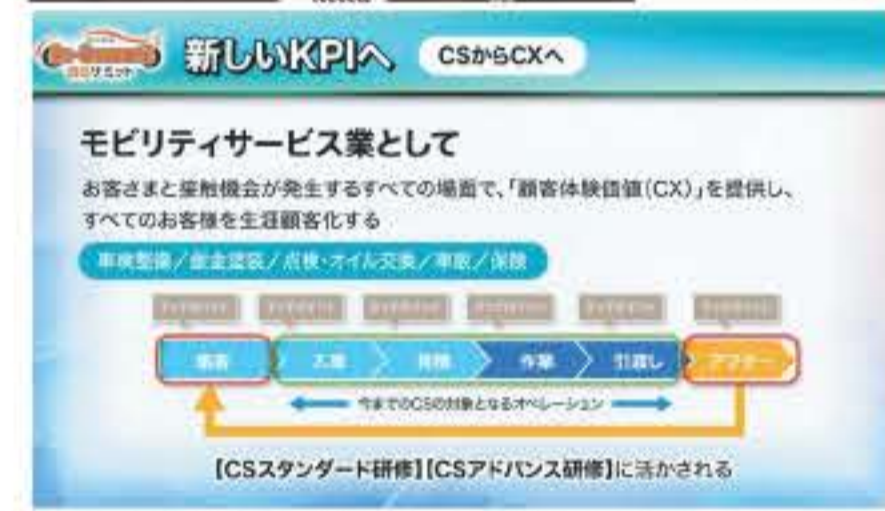 新しいKPIへ
CSからCXへ
モビリティサービス業として
お客さまと接触機会が発生するすべての場面で、「顧客体験価値(CX)」を提供し、
すべてのお客様を生涯顧客化する
車検整備/鈑金塗装/点検・オイル交換/車販/保険
入庫
作業
引渡し
アフター
今までのCSの対象となるオペレーション
【CSスタンダード研修】【CSアドバンス研修】に活かされる